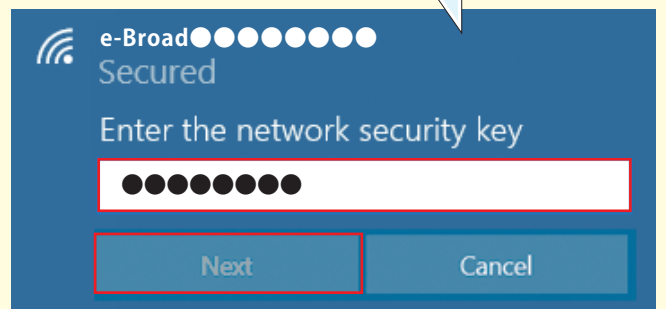 e-Broad●●●●●●●●
Secured
Enter the network security key
●●●●●●●●
Next
Cancel